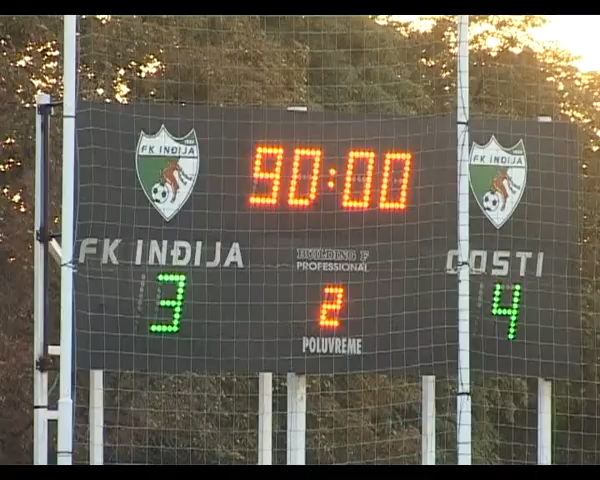 FK INĐIJA
FK INĐIJA
90:00
FK INĐIJA
GOSTI
BUILDING F
PROFESSIONAL
3
2
4
POLUVREME